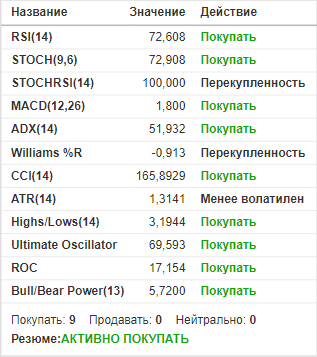 Название Значение Действие
RSI(14) 72,608 Покупать
STOCH(9,6) 72,908 Покупать
STOCHRSI(14) 100,000 Перекупленность
MACD(12,26) 1,800 Покупать
ADX(14) 51,932 Покупать
Williams %R -0,913 Перекупленность
CCI(14) 165,8929 Покупать
ATR(14) 1,3141 Менее волатилен
Highs/Lows(14) 3,1944 Покупать
Ultimate Oscillator 69,593 Покупать
ROC 17,154 Покупать
Bull/Bear Power(13) 5,7200 Покупать
Покупать: 9 Продавать: 0 Нейтрально: 0
Резюме:АКТИВНО ПОКУПАТЬ